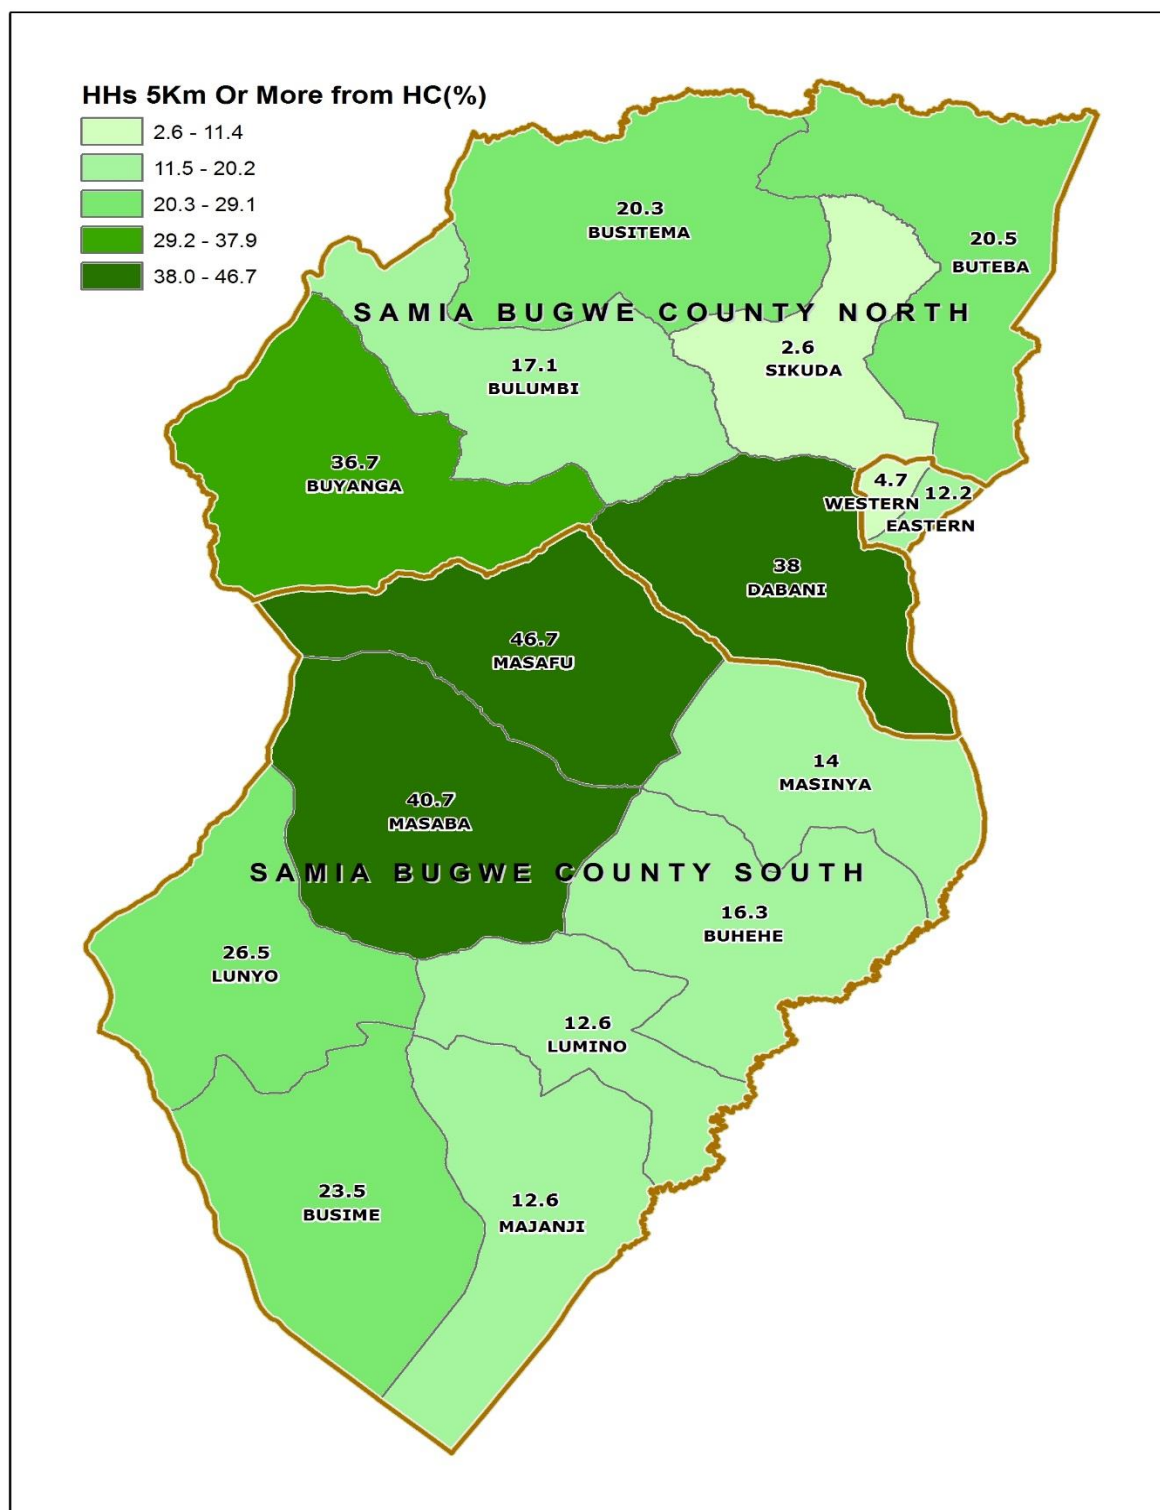 HHs 5Km Or More from HC(%)
2.6 - 11.4
11.5 - 20.2
20.3 - 29.1
29.2 - 37.9
38.0 - 46.7
20.3
BUSITEMA
20.5
BUTEBA
SAMIA BUGWE COUNTY NORTH
2.6
SIKUDA
17.1
BULUMBI
36.7
BUYANGA
4.7
WESTERN
12.2
EASTERN
38
DABANI
46.7
MASAFU
14
MASINYA
40.7
MASABA
SAMIA BUGWE COUNTY SOUTH
16.3
BUHEHE
26.5
LUNYO
12.6
LUMINO
23.5
BUSIME
12.6
MAJANJI